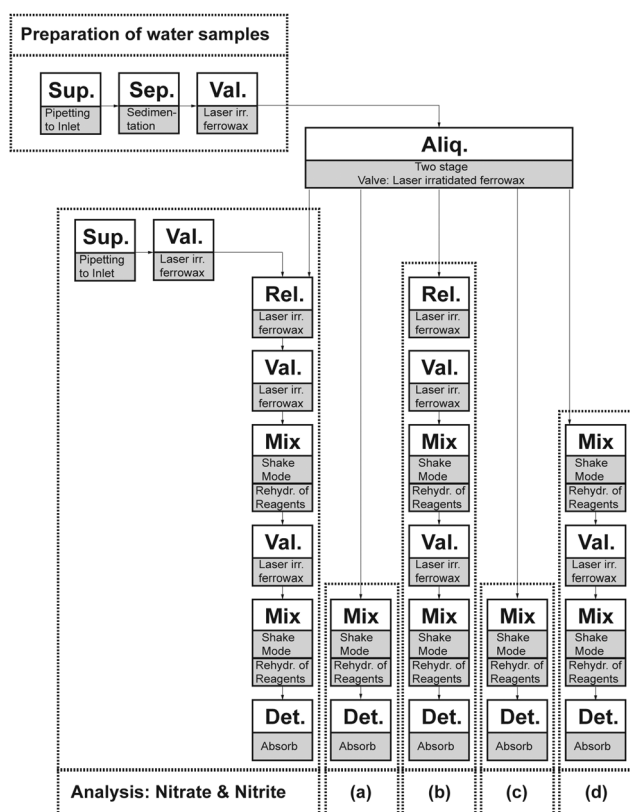 Preparation of water samples
Sup.
Pipetting
to Inlet
Sep.
Sedimen-
tation
Val.
Laser irr.
ferrowax
Aliq.
Two stage
Valve: Laser irratidated ferrowax
Sup.
Pipetting
to Inlet
Val.
Laser irr.
ferrowax
Rel.
Laser irr.
ferrowax
Val.
Laser irr.
ferrowax
Mix
Shake
Mode
Rehydr. of
Reagents
Val.
Laser irr.
ferrowax
Mix
Shake
Mode
Rehydr. of
Reagents
Det.
Absorb
Analysis: Nitrate & Nitrite
Mix
Shake
Mode
Rehydr. of
Reagents
Det.
Absorb
(a)
Rel.
Laser irr.
ferrowax
Val.
Laser irr.
ferrowax
Mix
Shake
Mode
Rehydr. of
Reagents
Val.
Laser irr.
ferrowax
Mix
Shake
Mode
Rehydr. of
Reagents
Det.
Absorb
(b)
Mix
Shake
Mode
Rehydr. of
Reagents
Det.
Absorb
(c)
Mix
Shake
Mode
Rehydr. of
Reagents
Val.
Laser irr.
ferrowax
Mix
Shake
Mode
Rehydr. of
Reagents
Det.
Absorb
(d)